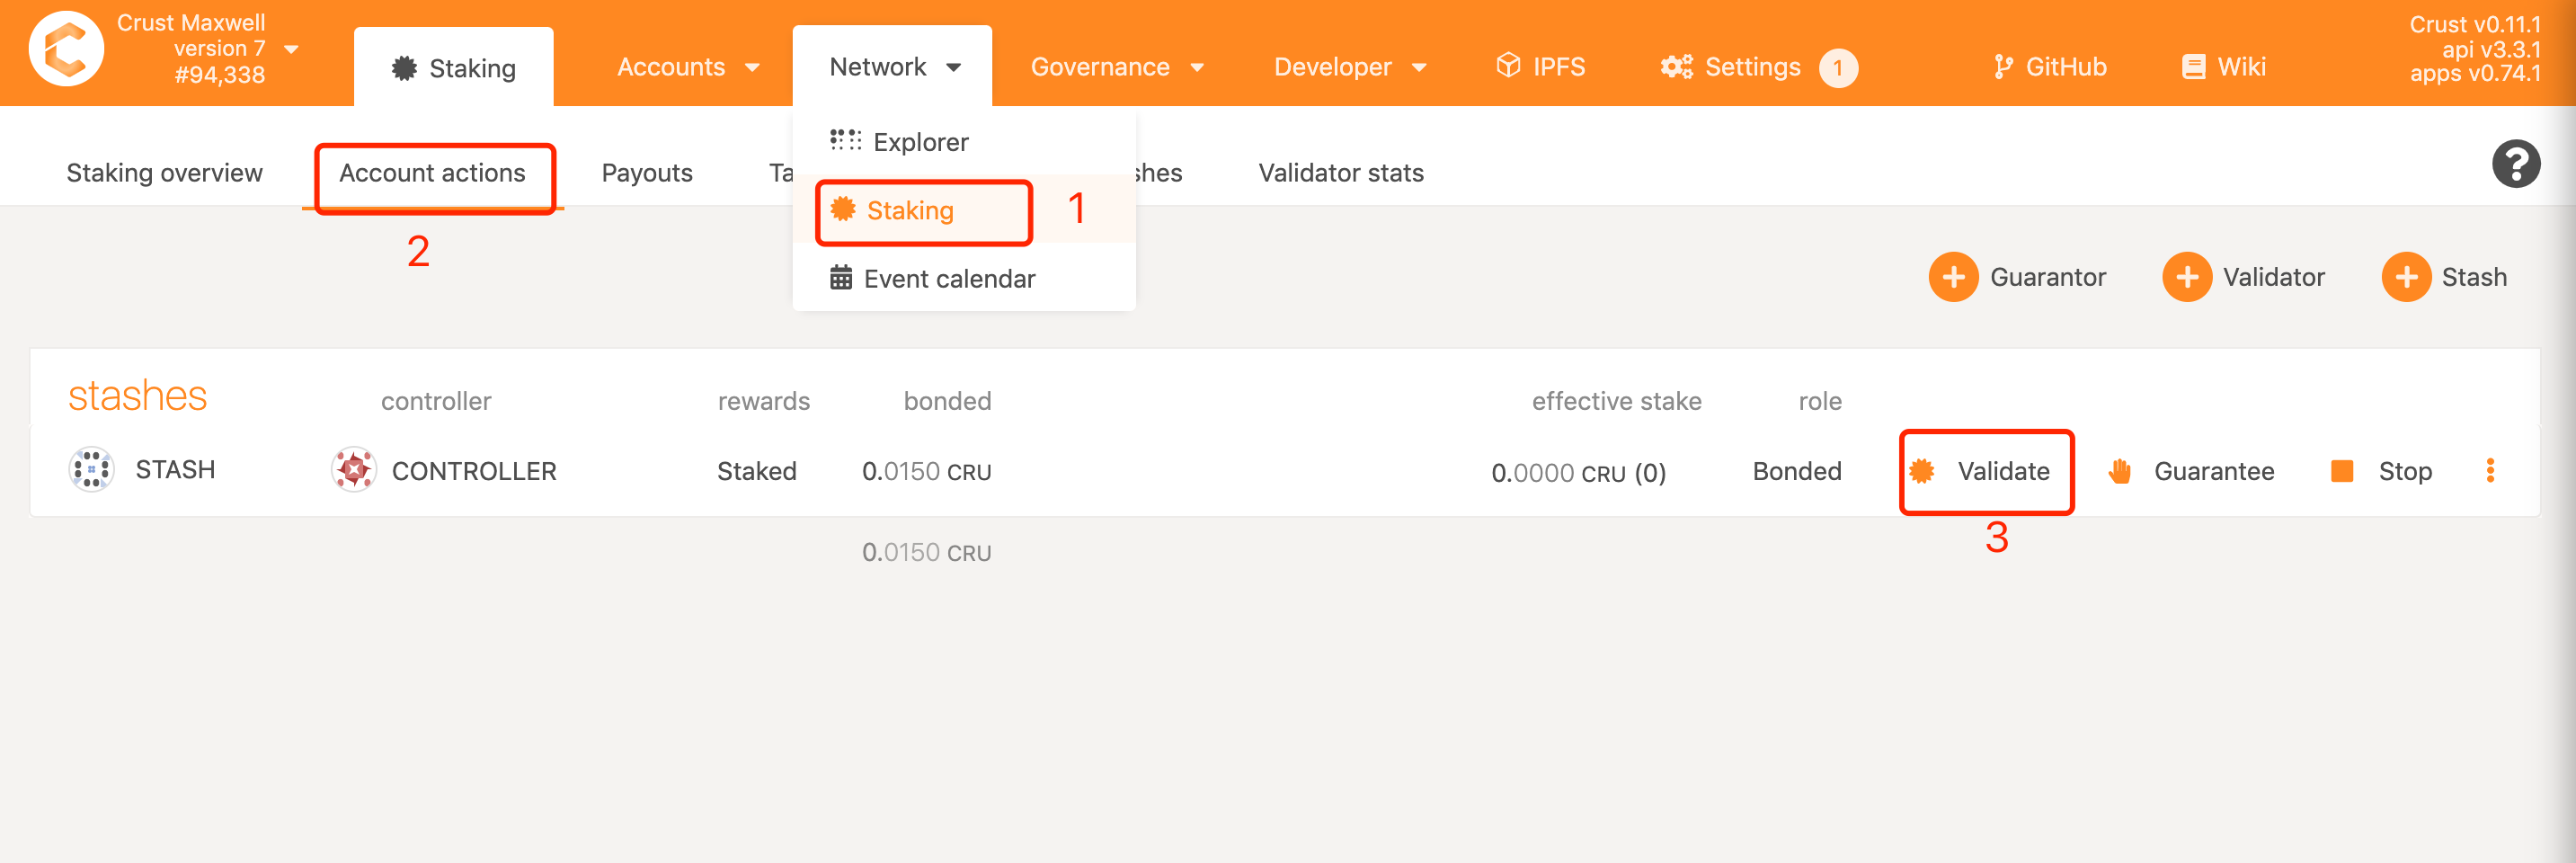 Crust Maxwell
version 7
#94,338
Staking
Accounts
Network
Governance
Developer
IPFS
Settings
1
GitHub
Wiki
Crust v0.11.1
api v3.3.1
apps v0.74.1
Staking overview
Account actions
Payouts
Ta
shes
Validator stats
?
Explorer
Staking
1
Event calendar
2
Guarantor
Validator
Stash
stashes
controller
rewards
bonded
effective stake
role
STASH
CONTROLLER
Staked
0.0150 CRU
0.0000 CRU (0)
Bonded
Validate
Guarantee
Stop
3
0.0150 CRU